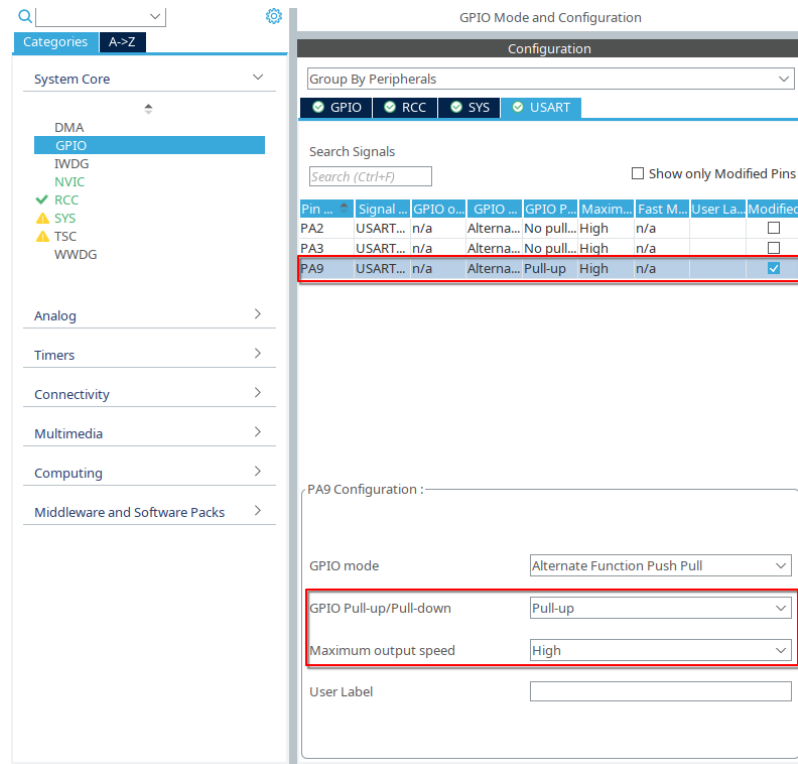 GPIO Mode and Configuration
Categories A->Z
Configuration
System Core
Group By Peripherals
GPIO RCC SYS USART
DMA
GPIO
IWDG
NVIC
RCC
SYS
TSC
WWDG
Search Signals
Search (Ctrl+F)
Show only Modified Pins
Pin ... Signal ... GPIO o... GPIO ... GPIO P... Maxim... Fast M... User La... Modified
PA2 USART... n/a Alterna... No pull... High n/a
PA3 USART... n/a Alterna... No pull... High n/a
PA9 USART... n/a Alterna... Pull-up High n/a
Analog
Timers
Connectivity
Multimedia
Computing
Middleware and Software Packs
PA9 Configuration :
GPIO mode Alternate Function Push Pull
GPIO Pull-up/Pull-down Pull-up
Maximum output speed High
User Label